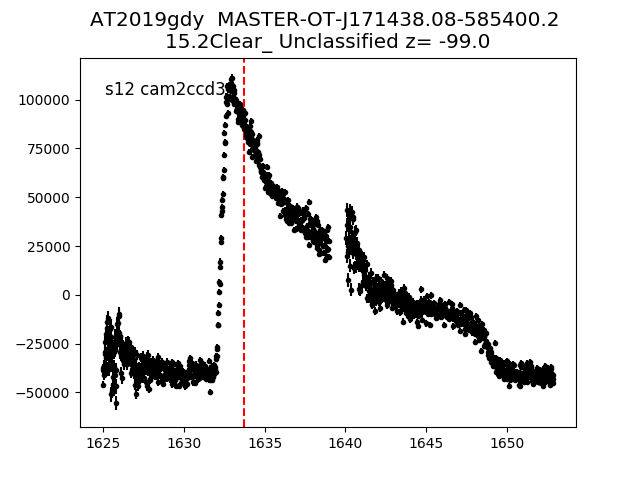 AT2019gdy  MASTER-OT-J171438.08-585400.2
15.2Clear_ Unclassified z= -99.0
s12 cam2ccd3
100000
75000
50000
25000
0
−25000
−50000
1625 1630 1635 1640 1645 1650